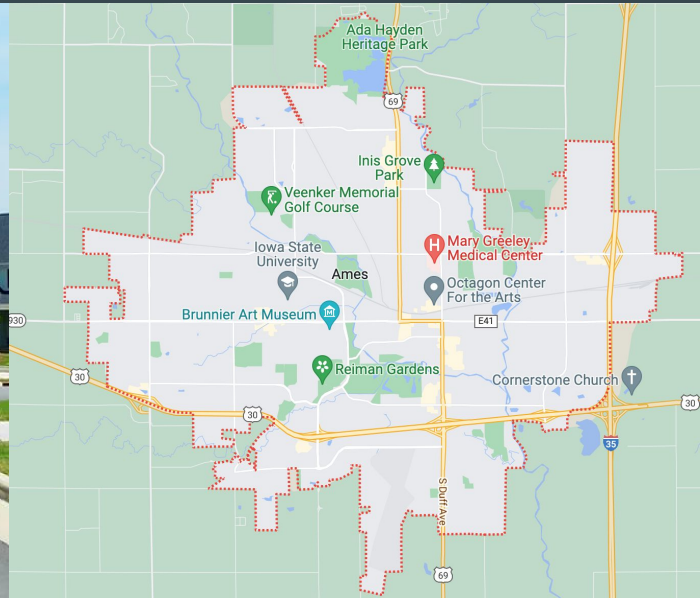 Ada Hayden
Heritage Park
69
Inis Grove
Park
Veenker Memorial
Golf Course
Iowa State
University
Mary Greeley
Medical Center
Ames
Octagon Center
For the Arts
Brunnier Art Museum
930
E41
Reiman Gardens
30
Cornerstone Church
30
30
35
S Duff Ave
69